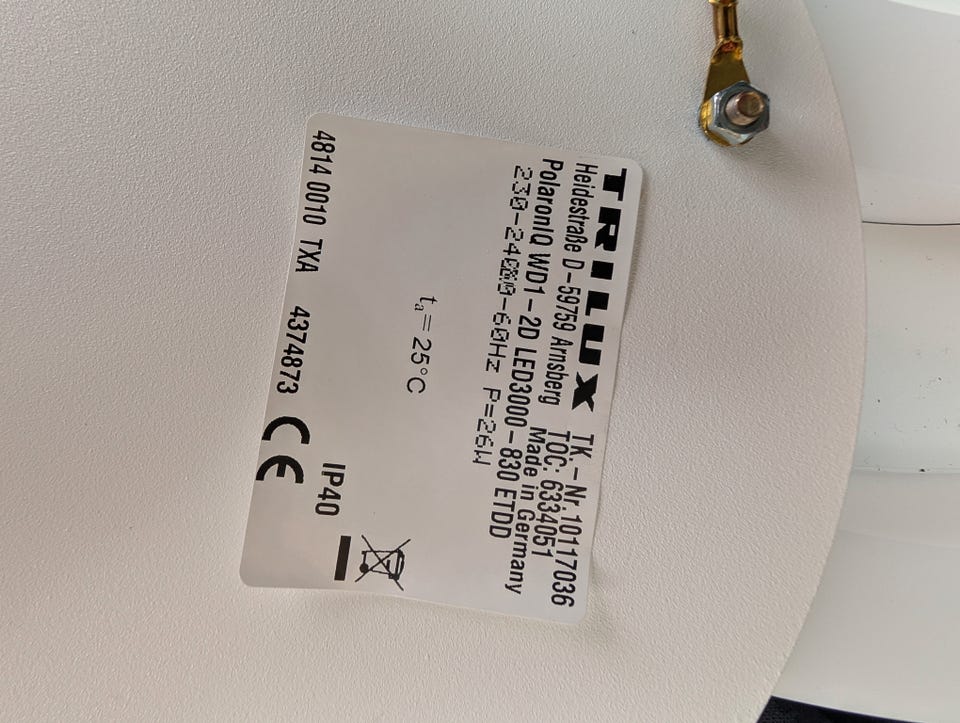 TRILUX TK. – Nr. 10117036
Heidestraße D – 59759 Arnsberg TOC: 6334051
Made in Germany
PolaronIQ WD1 – 2D LED3000 – 830 ETDD
60Hz P=26W
ta = 25°C
IP40
4814 0010 TXA 4374873 CE